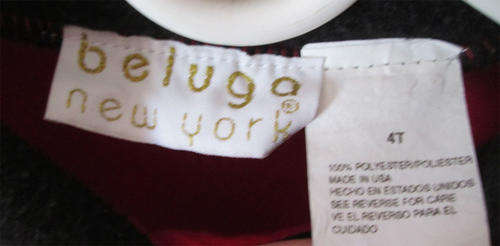 beluga
new york®
4T
100% POLYESTER/POLIESTER
MADE IN USA
HECHO EN ESTADOS UNIDOS
SEE REVERSE FOR CARE
VE EL REVERSO PARA EL
CUIDADO